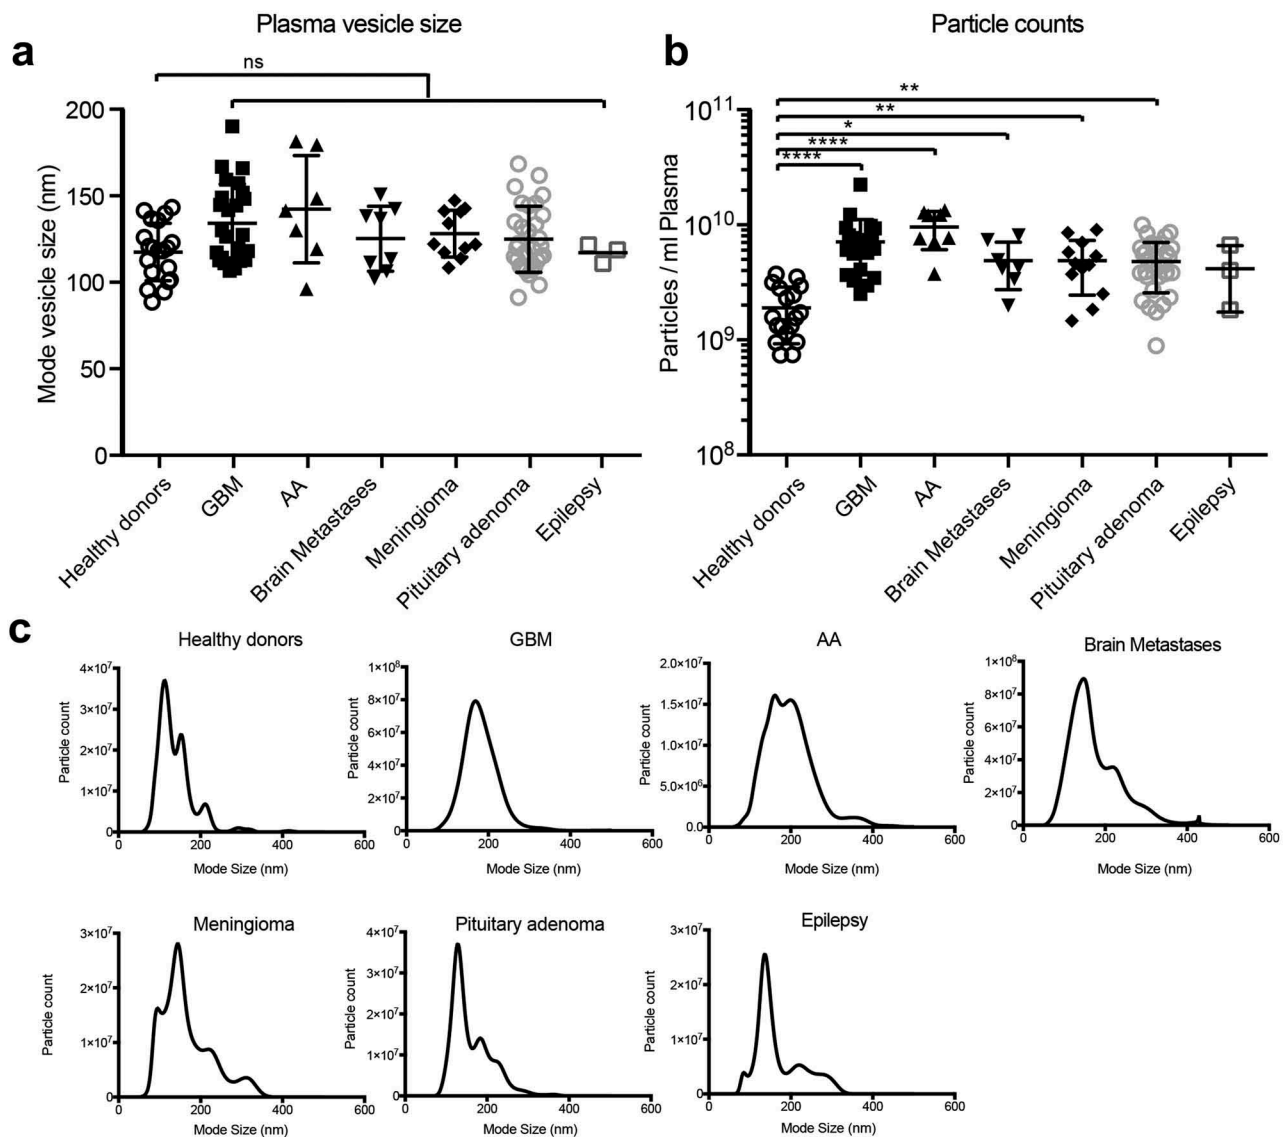 Plasma vesicle size
Particle counts
a
b
ns
**
**
*
****
****
Mode vesicle size (nm)
200
150
100
50
0
Healthy donors
GBM
AA
Brain Metastases
Meningioma
Pituitary adenoma
Epilepsy
Particles / ml Plasma
10¹¹
10¹⁰
10⁹
10⁸
Healthy donors
GBM
AA
Brain Metastases
Meningioma
Pituitary adenoma
Epilepsy
c
Healthy donors
Particle count
4×10⁷
3×10⁷
2×10⁷
1×10⁷
0
0 200 400 600
Mode Size (nm)
GBM
Particle count
1×10⁸
8×10⁷
6×10⁷
4×10⁷
2×10⁷
0
0 200 400 600
Mode Size (nm)
AA
Particle count
2.0×10⁷
1.5×10⁷
1.0×10⁷
5.0×10⁶
0.0
0 200 400 600
Mode Size (nm)
Brain Metastases
Particle count
1×10⁸
8×10⁷
6×10⁷
4×10⁷
2×10⁷
0
0 200 400 600
Mode Size (nm)
Meningioma
Particle count
3×10⁷
2×10⁷
1×10⁷
0
0 200 400 600
Mode Size (nm)
Pituitary adenoma
Particle count
4×10⁷
3×10⁷
2×10⁷
1×10⁷
0
0 200 400 600
Mode Size (nm)
Epilepsy
Particle count
3×10⁷
2×10⁷
1×10⁷
0
0 200 400 600
Mode Size (nm)